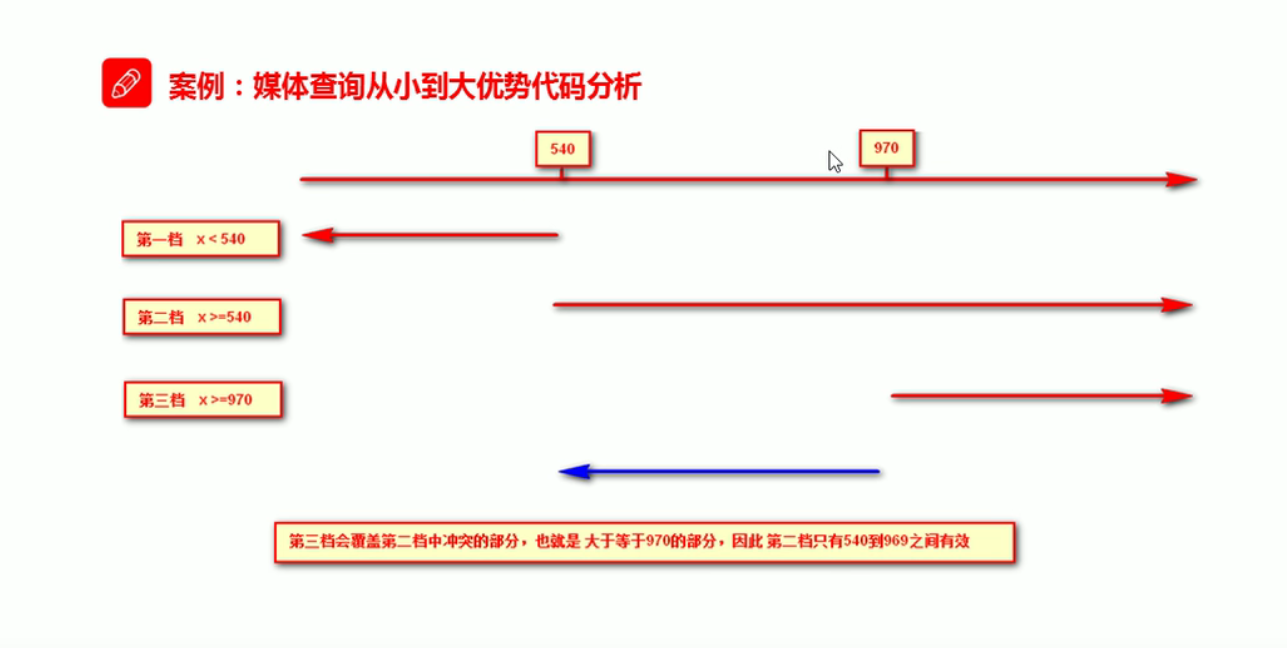 案例：媒体查询从小到大优势代码分析
540
970
第一档 x < 540
第二档 x >=540
第三档 x >=970
第三档会覆盖第二档中冲突的部分，也就是 大于等于970的部分，因此 第二档只有540到969之间有效